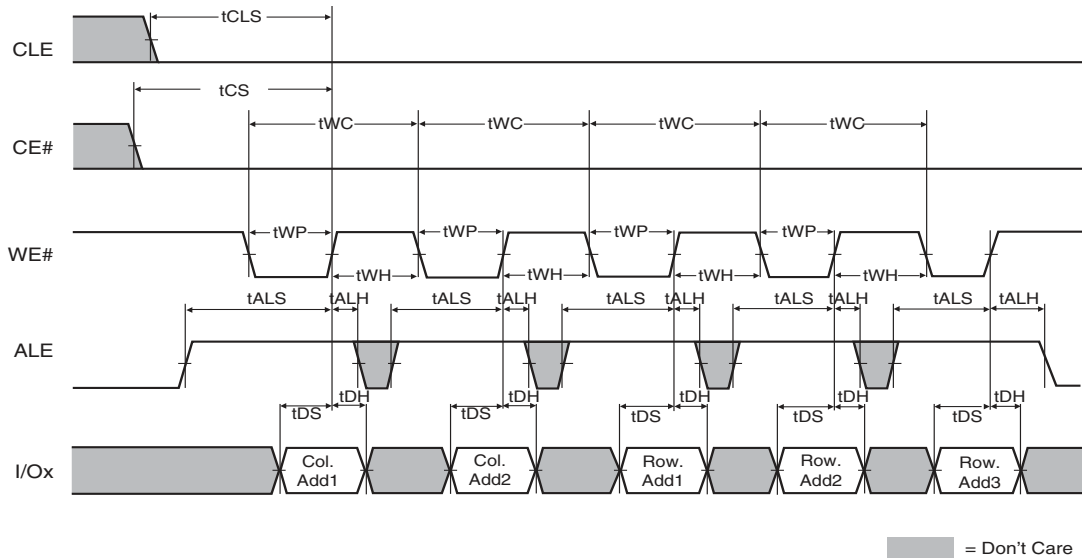 tCLS
CLE
tCS
tWC tWC tWC tWC
CE#
tWP tWP tWP tWP
WE#
tWH tWH tWH tWH
tALS tALH tALS tALH tALS tALH tALS tALH tALS tALH
ALE
tDS tDH tDS tDH tDS tDH tDS tDH tDS tDH
I/Ox
Col. Col. Row. Row. Row.
Add1 Add2 Add1 Add2 Add3
= Don't Care